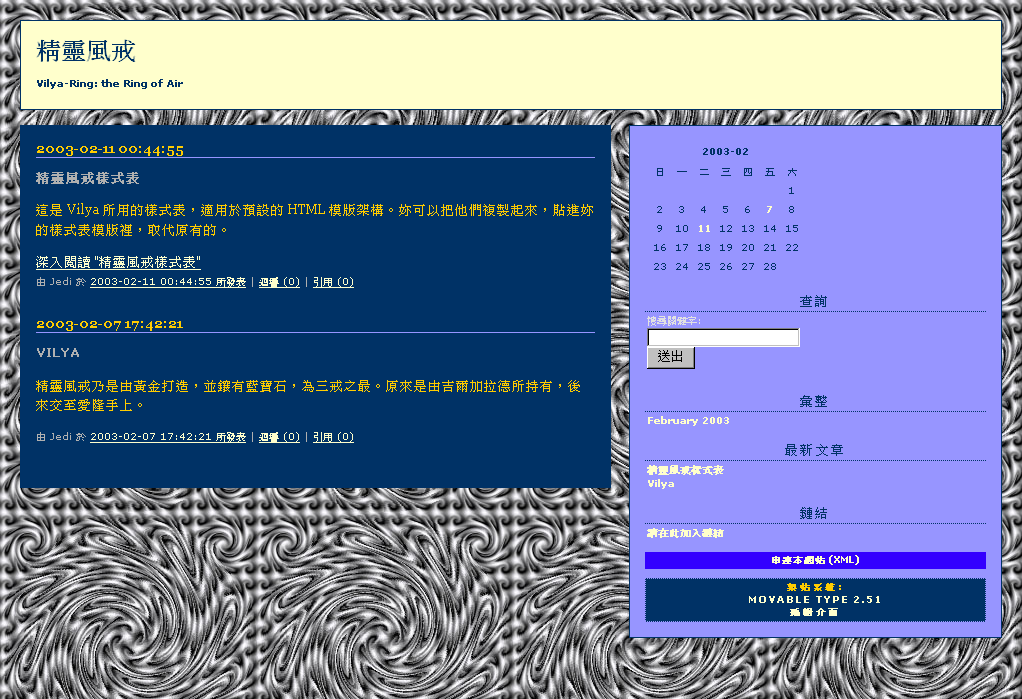 精靈風戒
Vilya-Ring: the Ring of Air
2003-02-11 00:44:55
精靈風戒樣式表
這是 Vilya 所用的樣式表，適用於預設的 HTML 模版架構。妳可以把他們複製起來，貼進妳
的樣式表模版裡，取代原有的。
深入閱讀 "精靈風戒樣式表"
由 Jedi 於 2003-02-11 00:44:55 所發表 | 迴響 (0) | 引用 (0)
2003-02-07 17:42:21
VILYA
精靈風戒乃是由黃金打造，並鑲有藍寶石，為三戒之最。原來是由吉爾加拉德所持有，後
來交至愛隆手上。
由 Jedi 於 2003-02-07 17:42:21 所發表 | 迴響 (0) | 引用 (0)
2003-02
日 一 二 三 四 五 六
1
2 3 4 5 6 7 8
9 10 11 12 13 14 15
16 17 18 19 20 21 22
23 24 25 26 27 28
查詢
搜尋關鍵字:
送出
彙整
February 2003
最新文章
精靈風戒樣式表
Vilya
鏈結
請在此加入鏈結
串連本網站 (XML)
架站系統:
MOVABLE TYPE 2.51
編輯介面